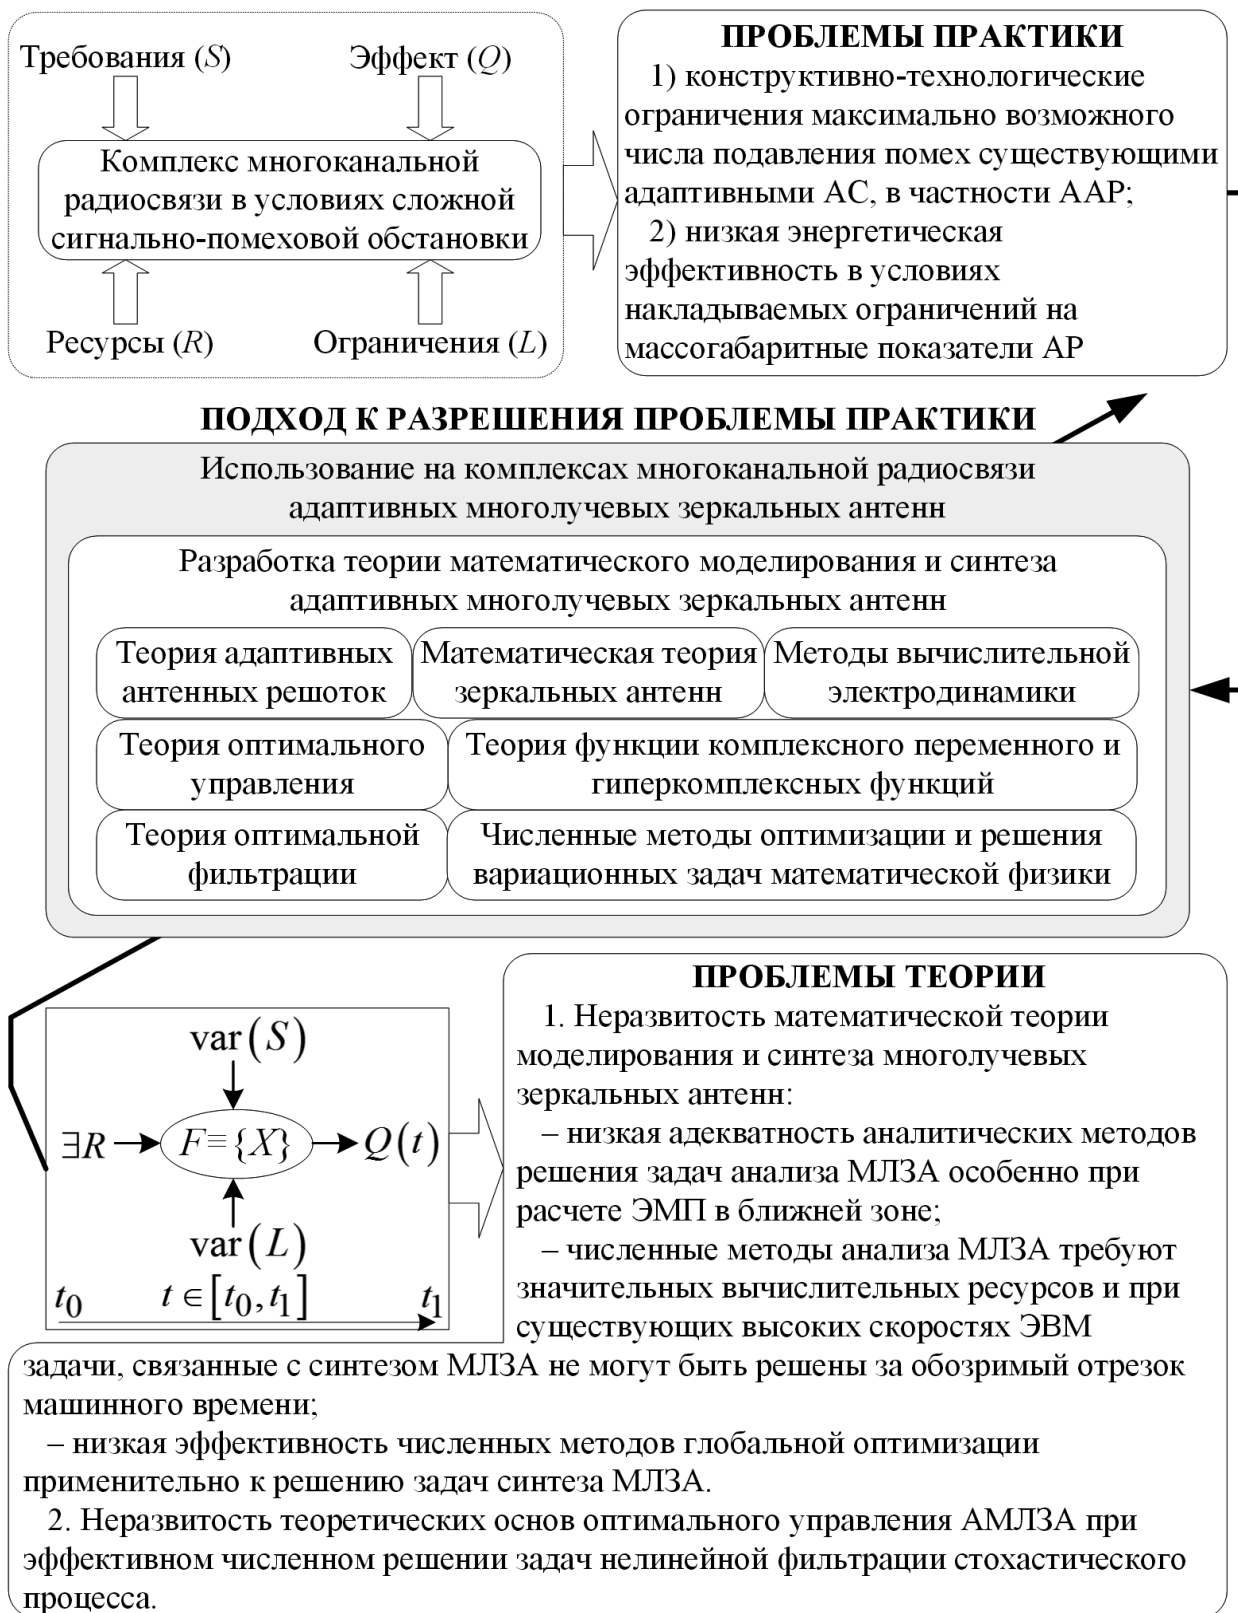 Требования (S)
Эффект (Q)
Комплекс многоканальной
радиосвязи в условиях сложной
сигнально-помеховой обстановки
Ресурсы (R)
Ограничения (L)
ПРОБЛЕМЫ ПРАКТИКИ
1) конструктивно-технологические
ограничения максимально возможного
числа подавления помех существующими
адаптивными АС, в частности ААР;
2) низкая энергетическая
эффективность в условиях
накладываемых ограничений на
массогабаритные показатели АР
ПОДХОД К РАЗРЕШЕНИЯ ПРОБЛЕМЫ ПРАКТИКИ
Использование на комплексах многоканальной радиосвязи
адаптивных многолучевых зеркальных антенн
Разработка теории математического моделирования и синтеза
адаптивных многолучевых зеркальных антенн
Теория адаптивных
антенных решоток
Математическая теория
зеркальных антенн
Методы вычислительной
электродинамики
Теория оптимального
управления
Теория функции комплексного переменного и
гиперкомплексных функций
Теория оптимальной
фильтрации
Численные методы оптимизации и решения
вариационных задач математической физики
var(S)
∃R
F≡{X}
Q(t)
var(L)
t₀
t∈[t₀,t₁]
t₁
ПРОБЛЕМЫ ТЕОРИИ
1. Неразвитость математической теории
моделирования и синтеза многолучевых
зеркальных антенн:
– низкая адекватность аналитических методов
решения задач анализа МЛЗА особенно при
расчете ЭМП в ближней зоне;
– численные методы анализа МЛЗА требуют
значительных вычислительных ресурсов и при
существующих высоких скоростях ЭВМ
задачи, связанные с синтезом МЛЗА не могут быть решены за обозримый отрезок
машинного времени;
– низкая эффективность численных методов глобальной оптимизации
применительно к решению задач синтеза МЛЗА.
2. Неразвитость теоретических основ оптимального управления АМЛЗА при
эффективном численном решении задач нелинейной фильтрации стохастического
процесса.